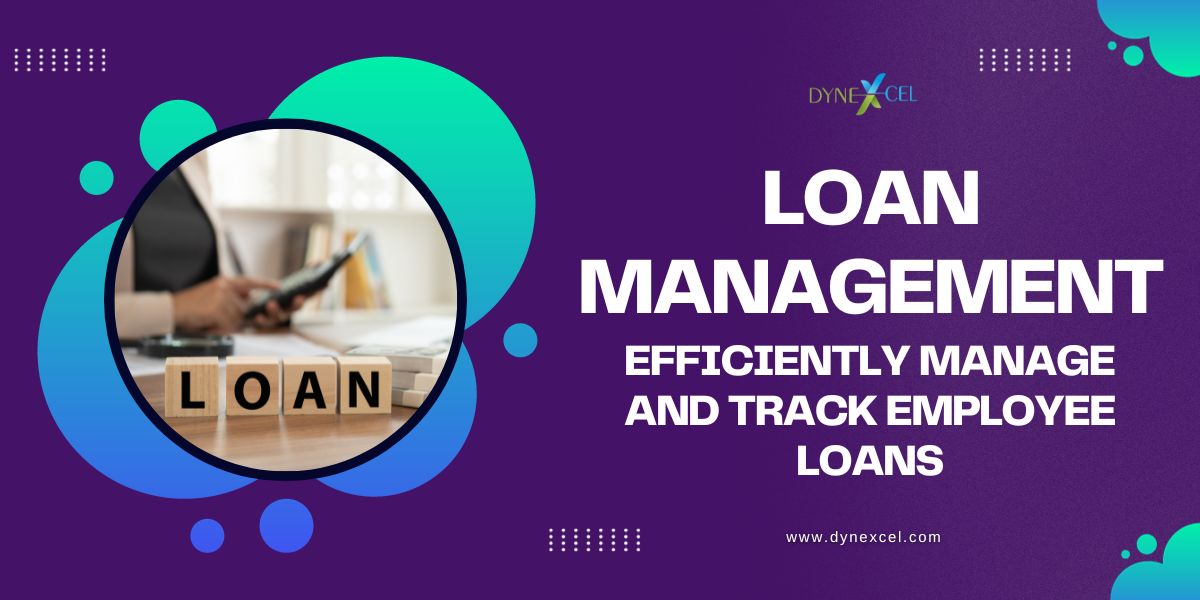 DYNEXCEL
LOAN
MANAGEMENT
EFFICIENTLY MANAGE
AND TRACK EMPLOYEE
LOANS
www.dynexcel.com
LOAN